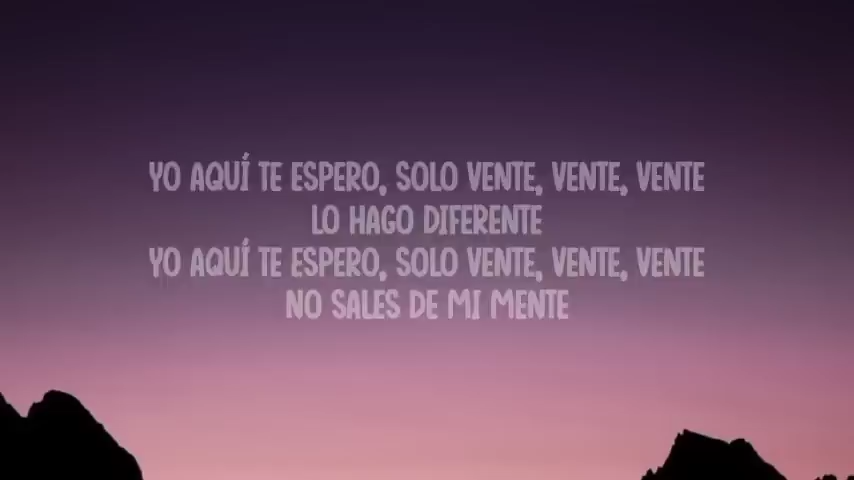 YO AQUÍ TE ESPERO, SOLO VENTE, VENTE, VENTE
LO HAGO DIFERENTE
YO AQUÍ TE ESPERO, SOLO VENTE, VENTE, VENTE
NO SALES DE MI MENTE